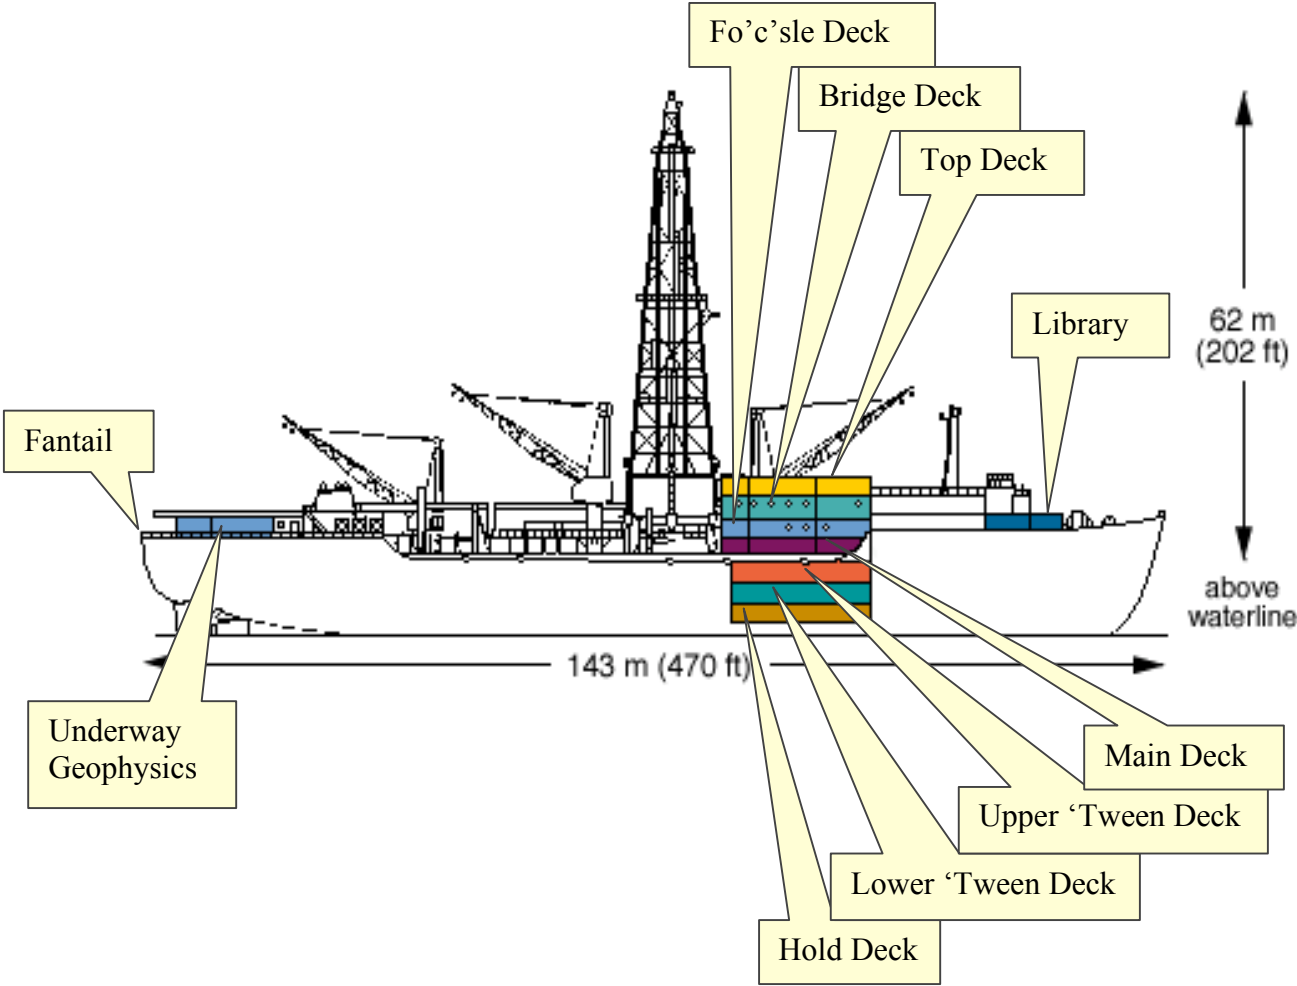 Fo’c’sle Deck
Bridge Deck
Top Deck
Library
62 m
(202 ft)
Fantail
above
waterline
143 m (470 ft)
Underway
Geophysics
Main Deck
Upper ‘Tween Deck
Lower ‘Tween Deck
Hold Deck